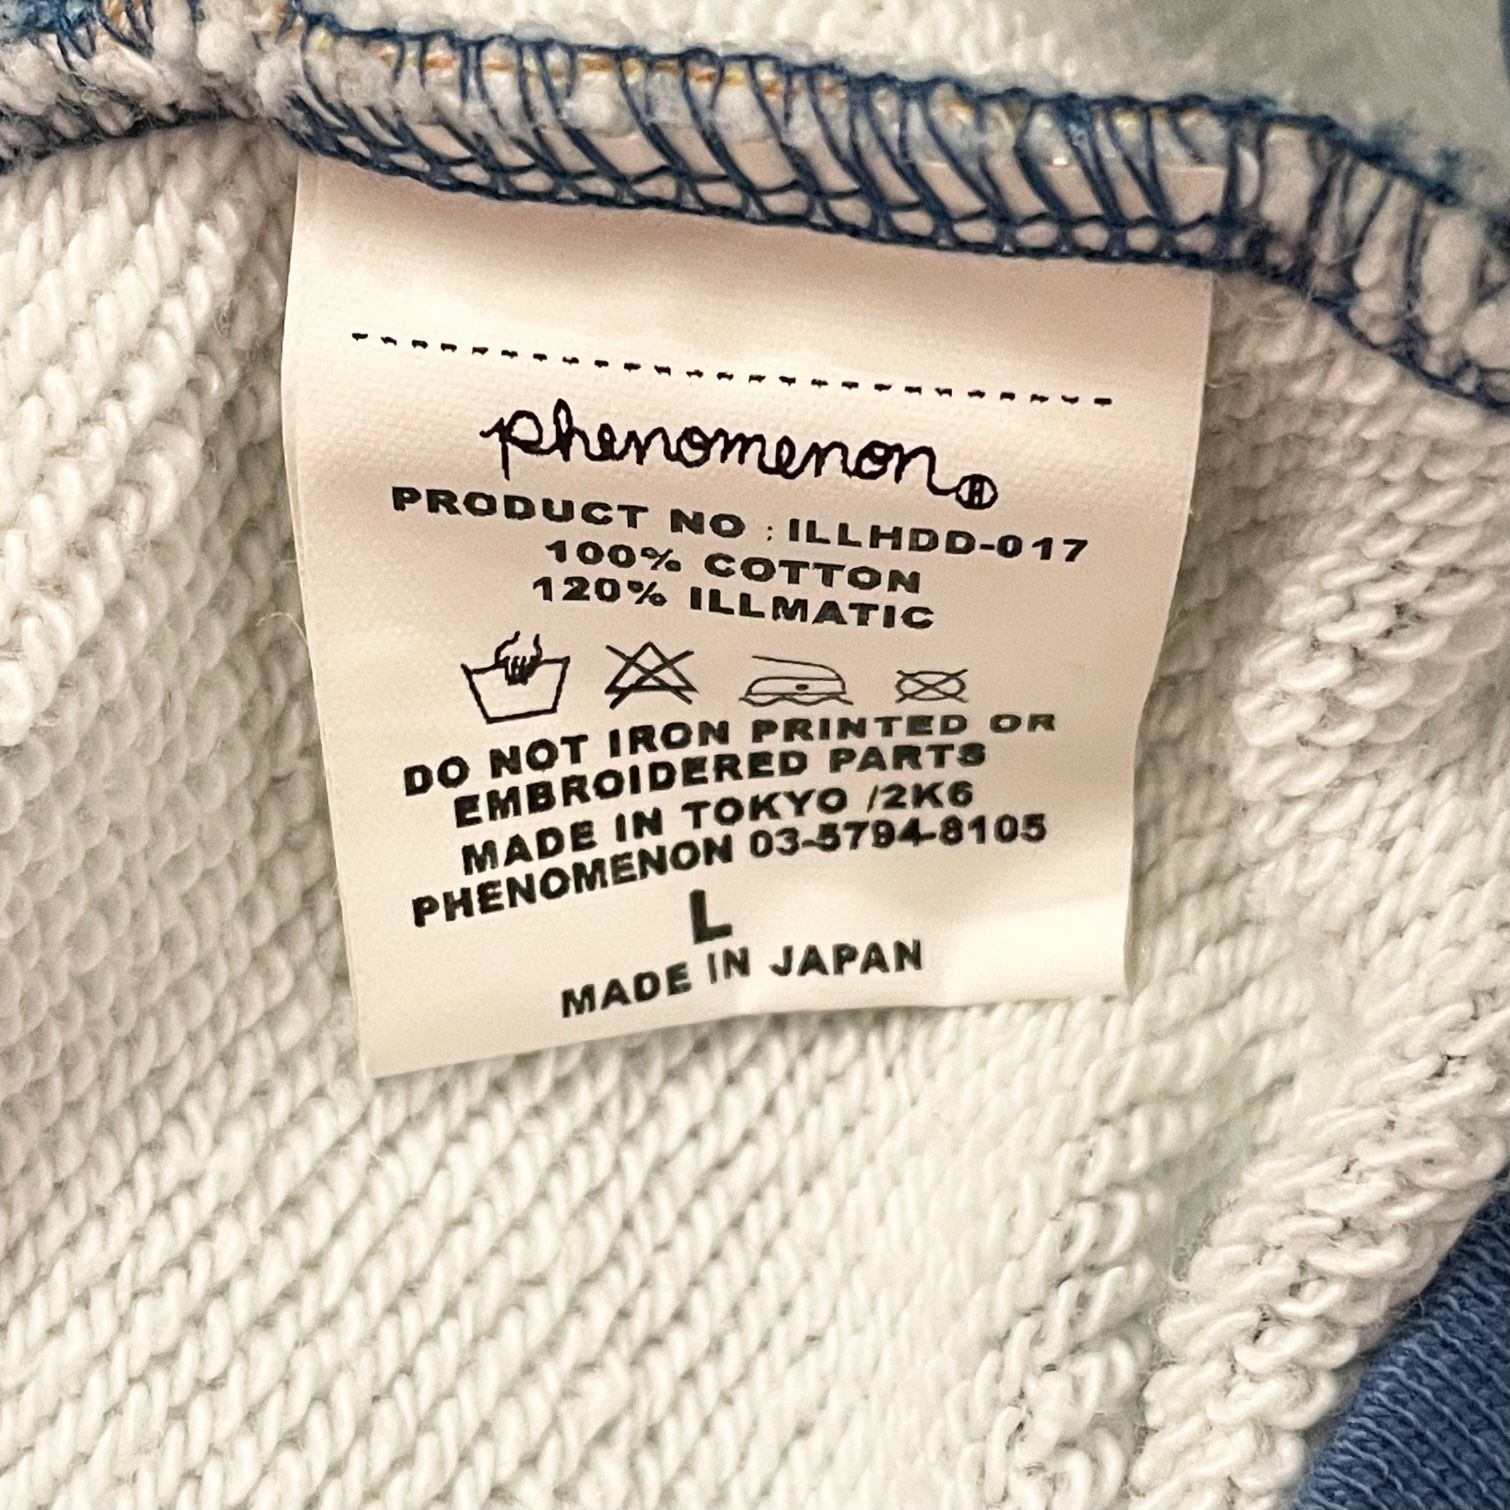 phenomenon®
PRODUCT NO : ILLHDD-017
100% COTTON
120% ILLMATIC
DO NOT IRON PRINTED OR
EMBROIDERED PARTS
MADE IN TOKYO /2K6
PHENOMENON 03-5794-8105
L
MADE IN JAPAN